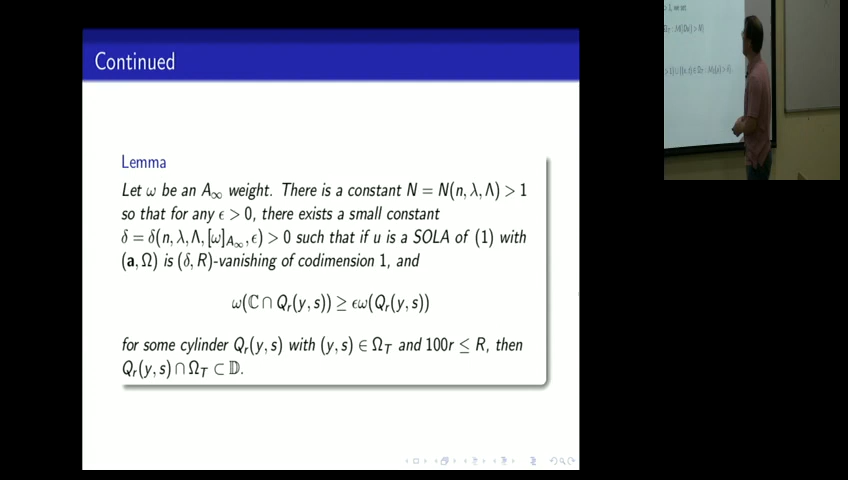 Continued
Lemma
Let ω be an A∞ weight. There is a constant N = N(n, λ, Λ) > 1
so that for any ϵ > 0, there exists a small constant
δ = δ(n, λ, Λ, [ω]A∞, ϵ) > 0 such that if u is a SOLA of (1) with
(a, Ω) is (δ, R)-vanishing of codimension 1, and
ω(ℂ ∩ Qr(y, s)) ≥ ϵω(Qr(y, s))
for some cylinder Qr(y, s) with (y, s) ∈ ΩT and 100r ≤ R, then
Qr(y, s) ∩ ΩT ⊂ 𝔻.